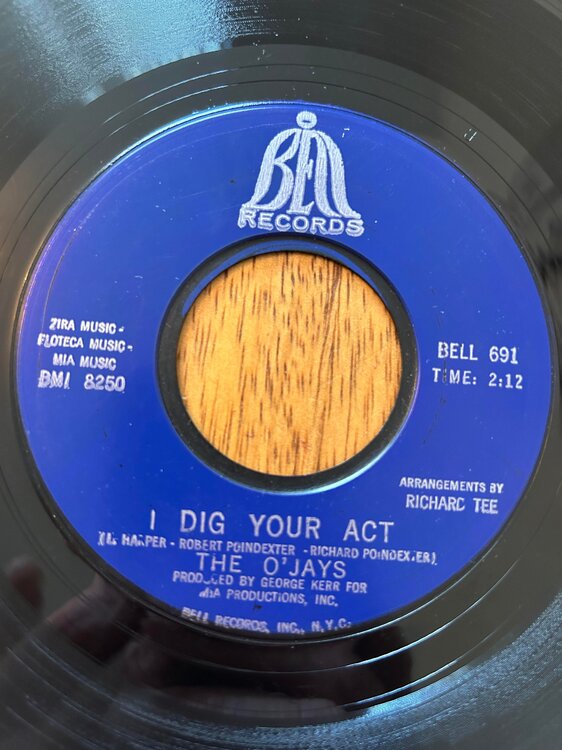 BELL
RECORDS
ZIRA MUSIC -
FLOTECA MUSIC -
MIA MUSIC
BMI 8250
BELL 691
TIME: 2:12
ARRANGEMENTS BY
RICHARD TEE
I DIG YOUR ACT
HARPER - ROBERT POINDEXTER - RICHARD POINDEXTER)
THE O'JAYS
PRODUCED BY GEORGE KERR FOR
PRODUCTIONS, INC.
BELL RECORDS, INC., N.Y.C.